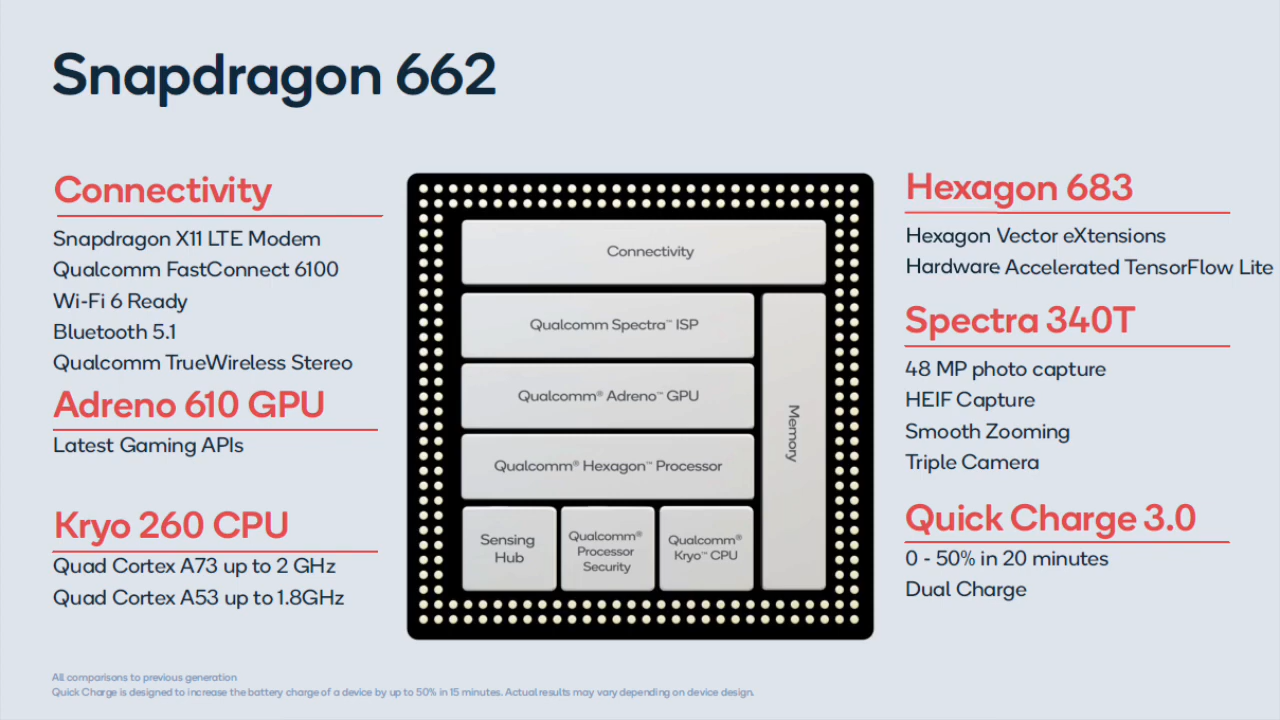 Snapdragon 662
Connectivity
Snapdragon X11 LTE Modem
Qualcomm FastConnect 6100
Wi-Fi 6 Ready
Bluetooth 5.1
Qualcomm TrueWireless Stereo
Adreno 610 GPU
Latest Gaming APIs
Kryo 260 CPU
Quad Cortex A73 up to 2 GHz
Quad Cortex A53 up to 1.8GHz
Connectivity
Qualcomm Spectra™ ISP
Qualcomm® Adreno™ GPU
Qualcomm® Hexagon™ Processor
Sensing
Hub
Qualcomm®
Processor
Security
Qualcomm®
Kryo™ CPU
Memory
Hexagon 683
Hexagon Vector eXtensions
Hardware Accelerated TensorFlow Lite
Spectra 340T
48 MP photo capture
HEIF Capture
Smooth Zooming
Triple Camera
Quick Charge 3.0
0 - 50% in 20 minutes
Dual Charge
All comparisons to previous generation
Quick Charge is designed to increase the battery charge of a device by up to 50% in 15 minutes. Actual results may vary depending on device design.